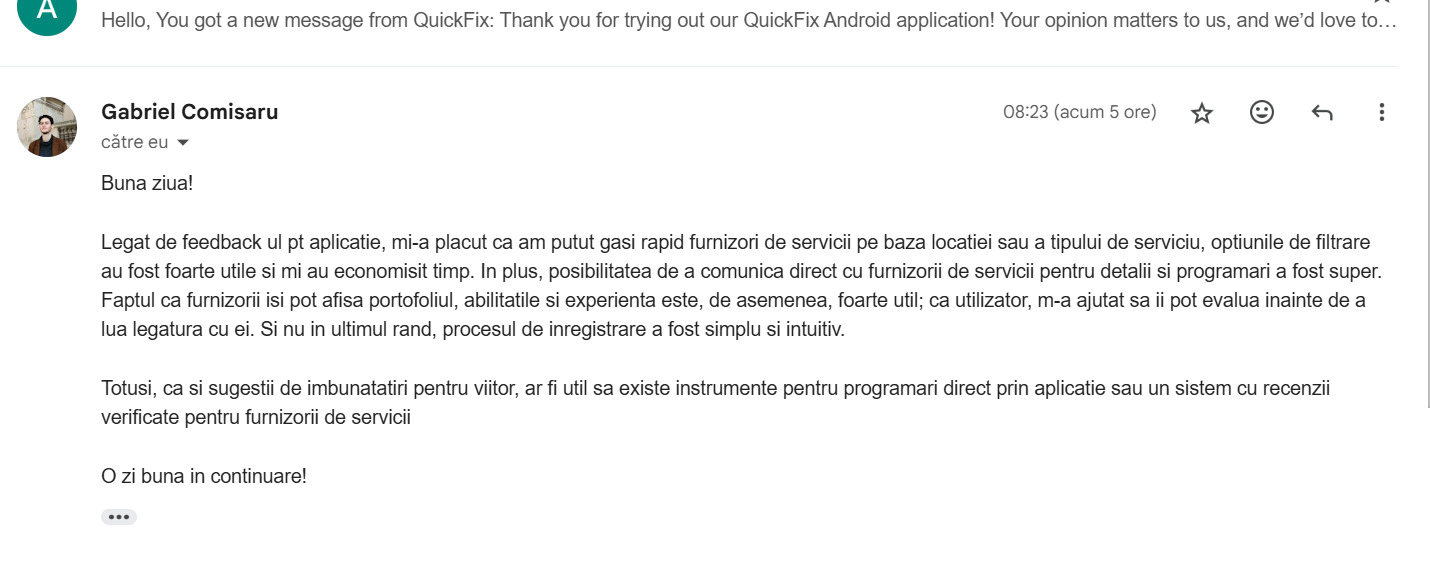 A
Hello, You got a new message from QuickFix: Thank you for trying out our QuickFix Android application! Your opinion matters to us, and we’d love to…
Gabriel Comisaru
08:23 (acum 5 ore)
către eu
Buna ziua!
Legat de feedback ul pt aplicatie, mi-a placut ca am putut gasi rapid furnizori de servicii pe baza locatiei sau a tipului de serviciu, optiunile de filtrare
au fost foarte utile si mi au economisit timp. In plus, posibilitatea de a comunica direct cu furnizorii de servicii pentru detalii si programari a fost super.
Faptul ca furnizorii isi pot afisa portofoliul, abilitatile si experienta este, de asemenea, foarte util; ca utilizator, m-a ajutat sa ii pot evalua inainte de a
lua legatura cu ei. Si nu in ultimul rand, procesul de inregistrare a fost simplu si intuitiv.
Totusi, ca si sugestii de imbunatatiri pentru viitor, ar fi util sa existe instrumente pentru programari direct prin aplicatie sau un sistem cu recenzii
verificate pentru furnizorii de servicii
O zi buna in continuare!